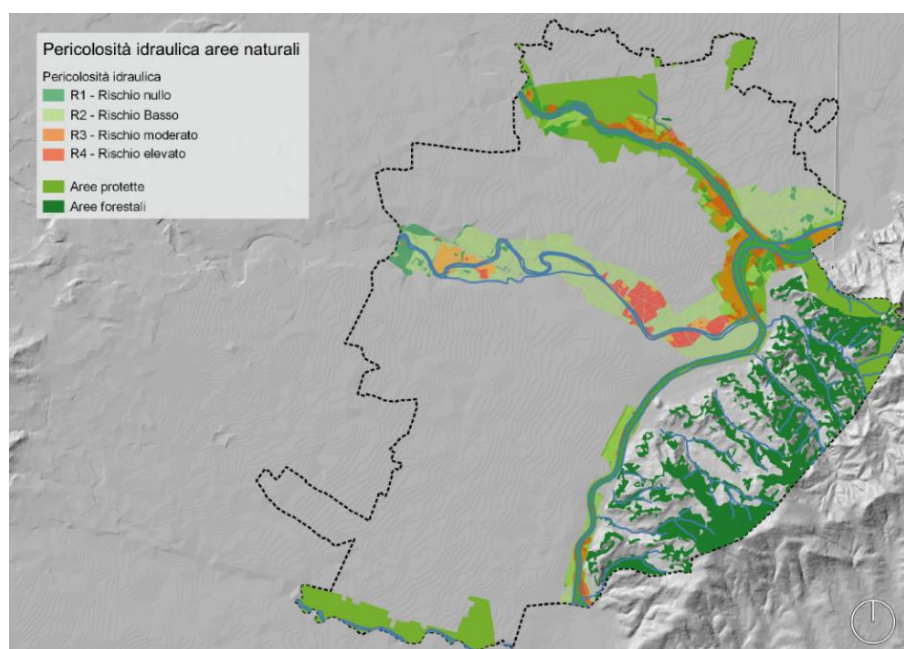 Pericolosità idraulica aree naturali
Pericolosità idraulica
R1 - Rischio nullo
R2 - Rischio Basso
R3 - Rischio moderato
R4 - Rischio elevato
Aree protette
Aree forestali